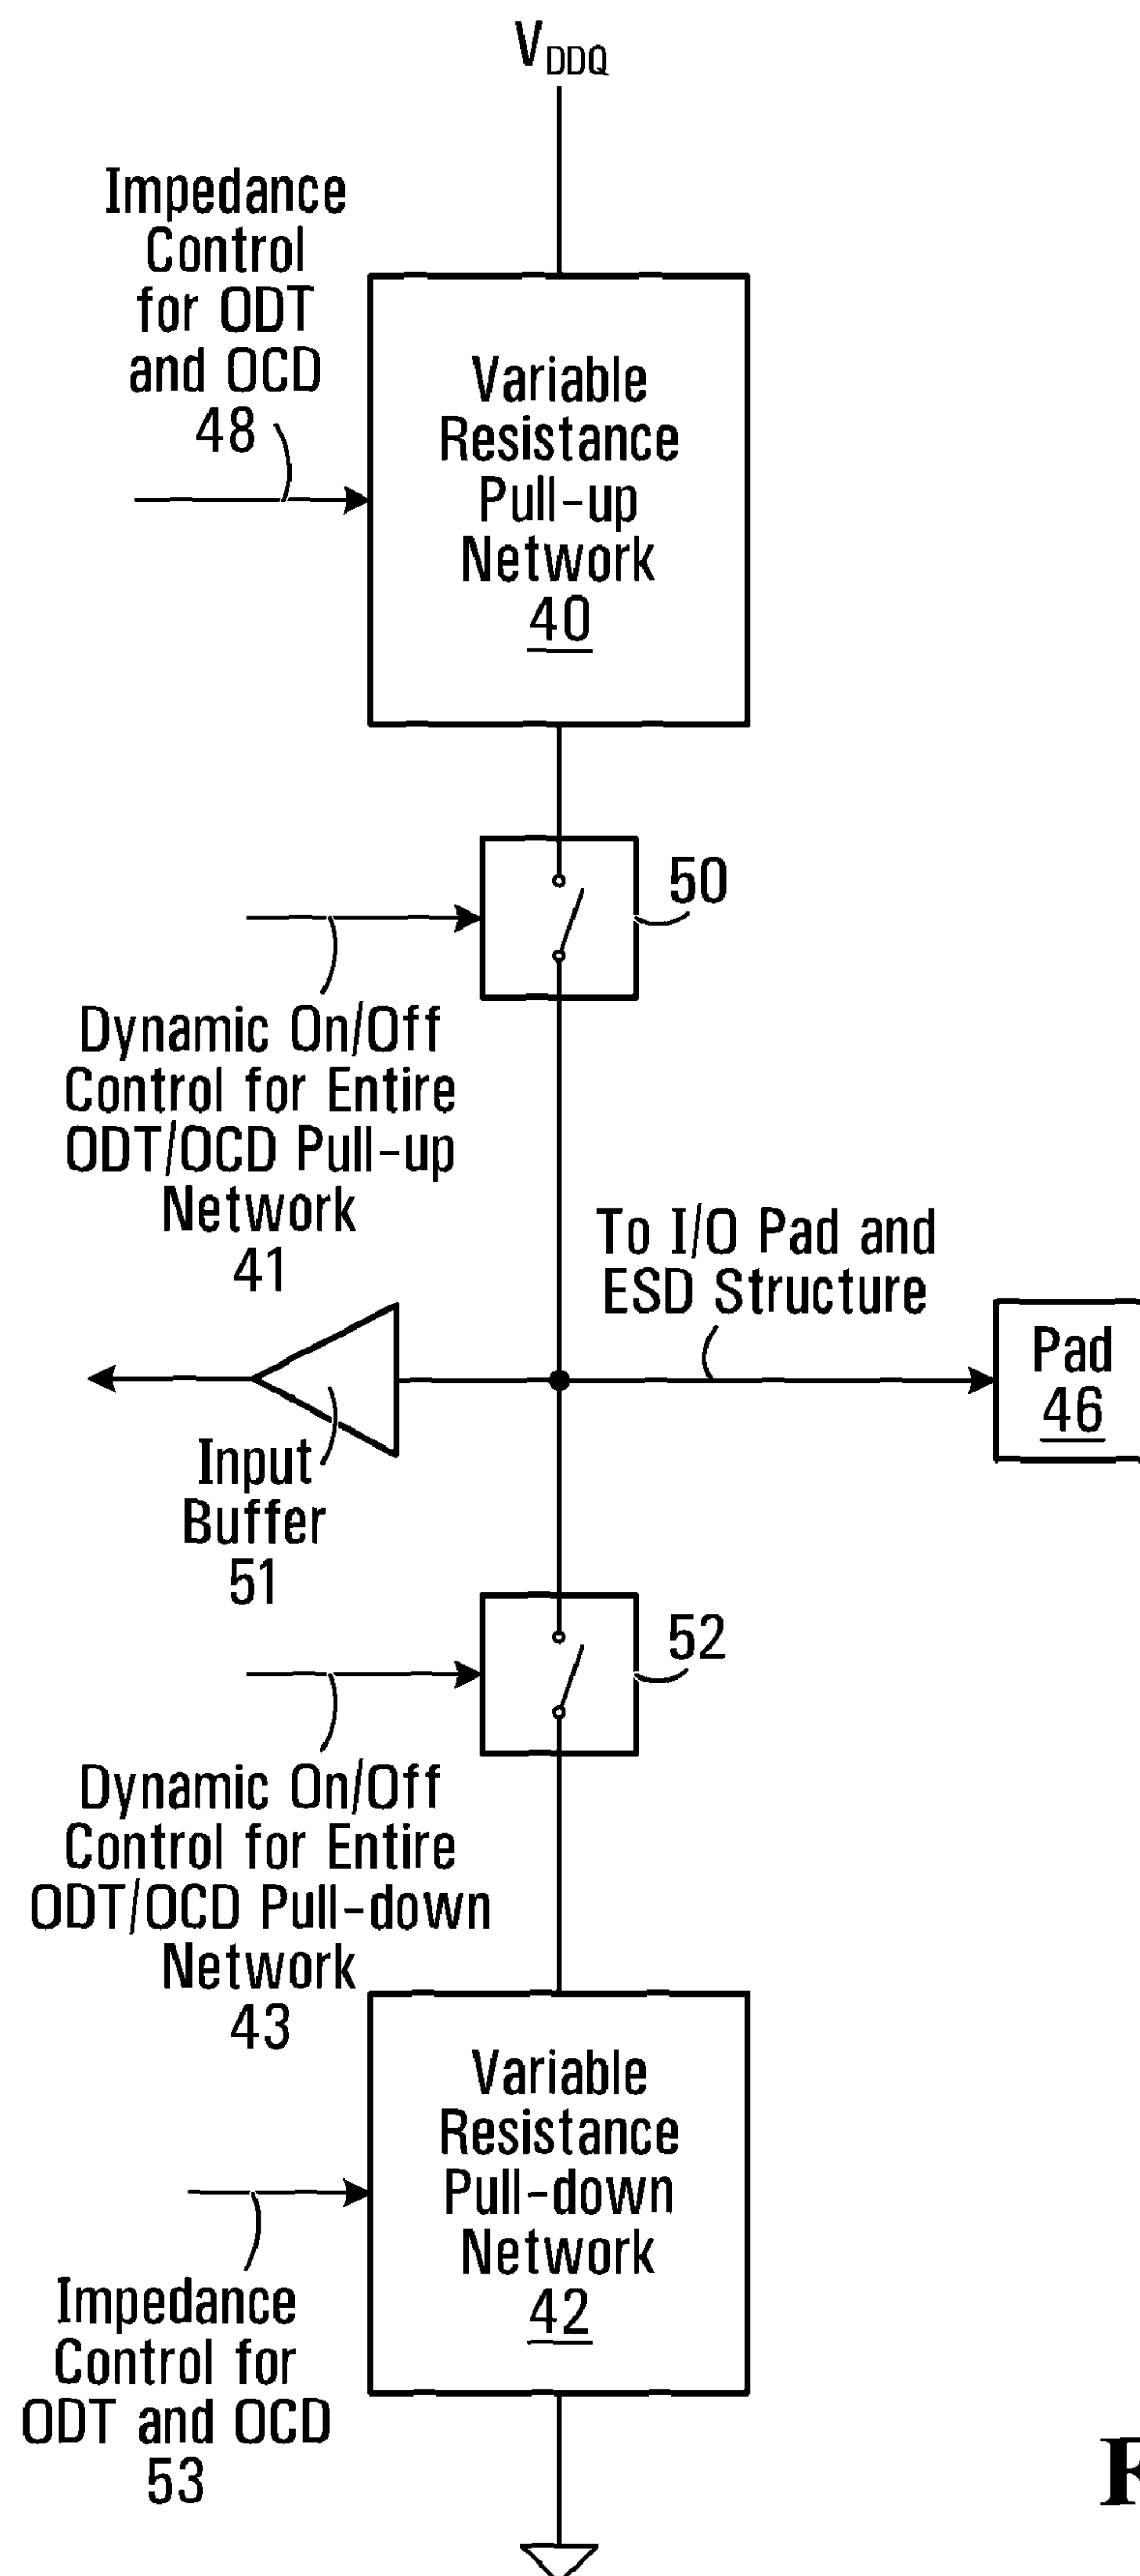 VDDQ
Impedance
Control
for ODT
and OCD
48
Variable
Resistance
Pull-up
Network
40
50
Dynamic On/Off
Control for Entire
ODT/OCD Pull-up
Network
41
To I/O Pad and
ESD Structure
Pad
46
Input
Buffer
51
52
Dynamic On/Off
Control for Entire
ODT/OCD Pull-down
Network
43
Variable
Resistance
Pull-down
Network
42
Impedance
Control for
ODT and OCD
53